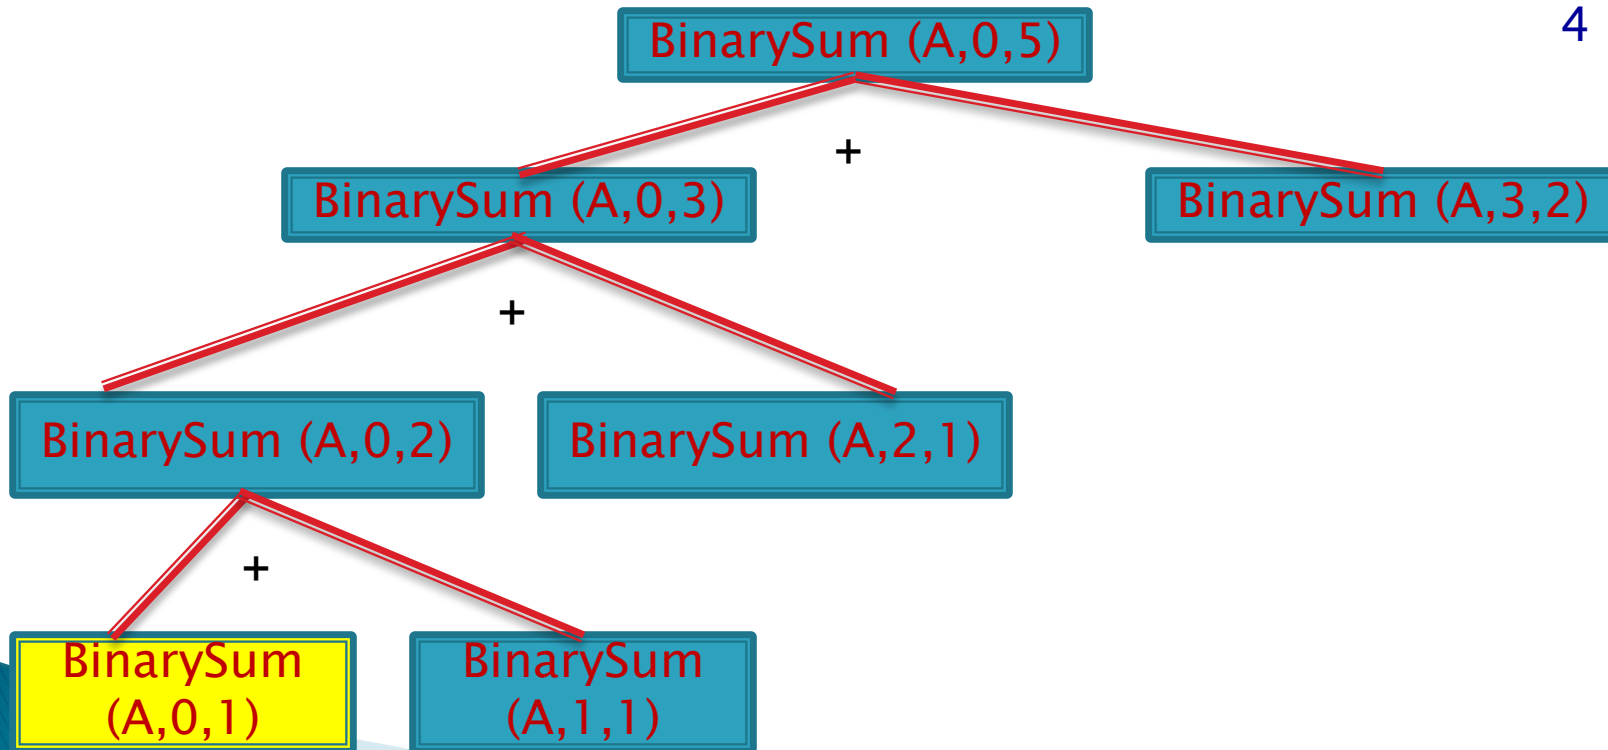 4
BinarySum (A,0,5)
+
BinarySum (A,0,3)
BinarySum (A,3,2)
+
BinarySum (A,0,2)
BinarySum (A,2,1)
+
BinarySum
(A,0,1)
BinarySum
(A,1,1)